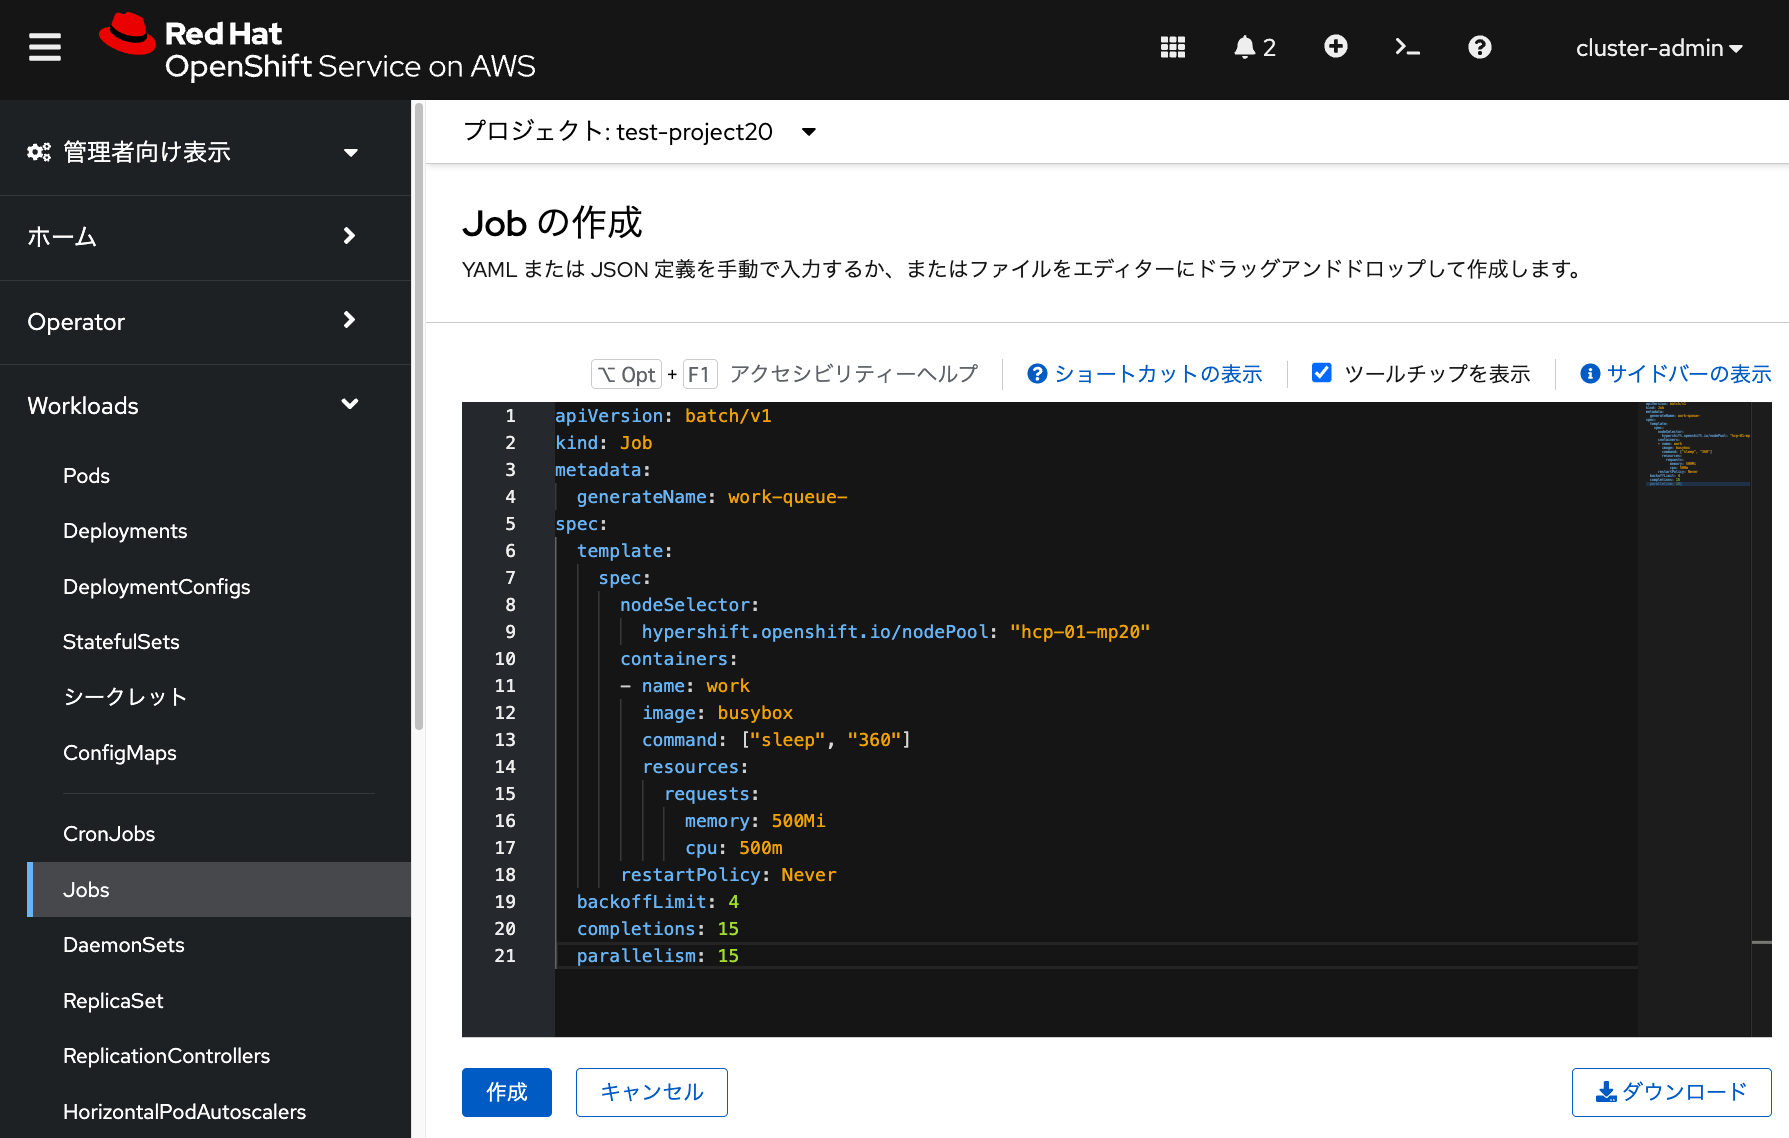 Red Hat
OpenShift Service on AWS
2
cluster-admin
管理者向け表示
ホーム
Operator
Workloads
Pods
Deployments
DeploymentConfigs
StatefulSets
シークレット
ConfigMaps
CronJobs
Jobs
DaemonSets
ReplicaSet
ReplicationControllers
HorizontalPodAutoscalers
プロジェクト: test-project20
Job の作成
YAML または JSON 定義を手動で入力するか、またはファイルをエディターにドラッグアンドドロップして作成します。
⌥ Opt + F1 アクセシビリティーヘルプ ショートカットの表示 ツールチップを表示 サイドバーの表示
1 apiVersion: batch/v1
2 kind: Job
3 metadata:
4   generateName: work-queue-
5 spec:
6   template:
7     spec:
8       nodeSelector:
9         hypershift.openshift.io/nodePool: "hcp-01-mp20"
10       containers:
11       - name: work
12         image: busybox
13         command: ["sleep", "360"]
14         resources:
15           requests:
16             memory: 500Mi
17             cpu: 500m
18       restartPolicy: Never
19   backoffLimit: 4
20   completions: 15
21   parallelism: 15
作成 キャンセル ダウンロード